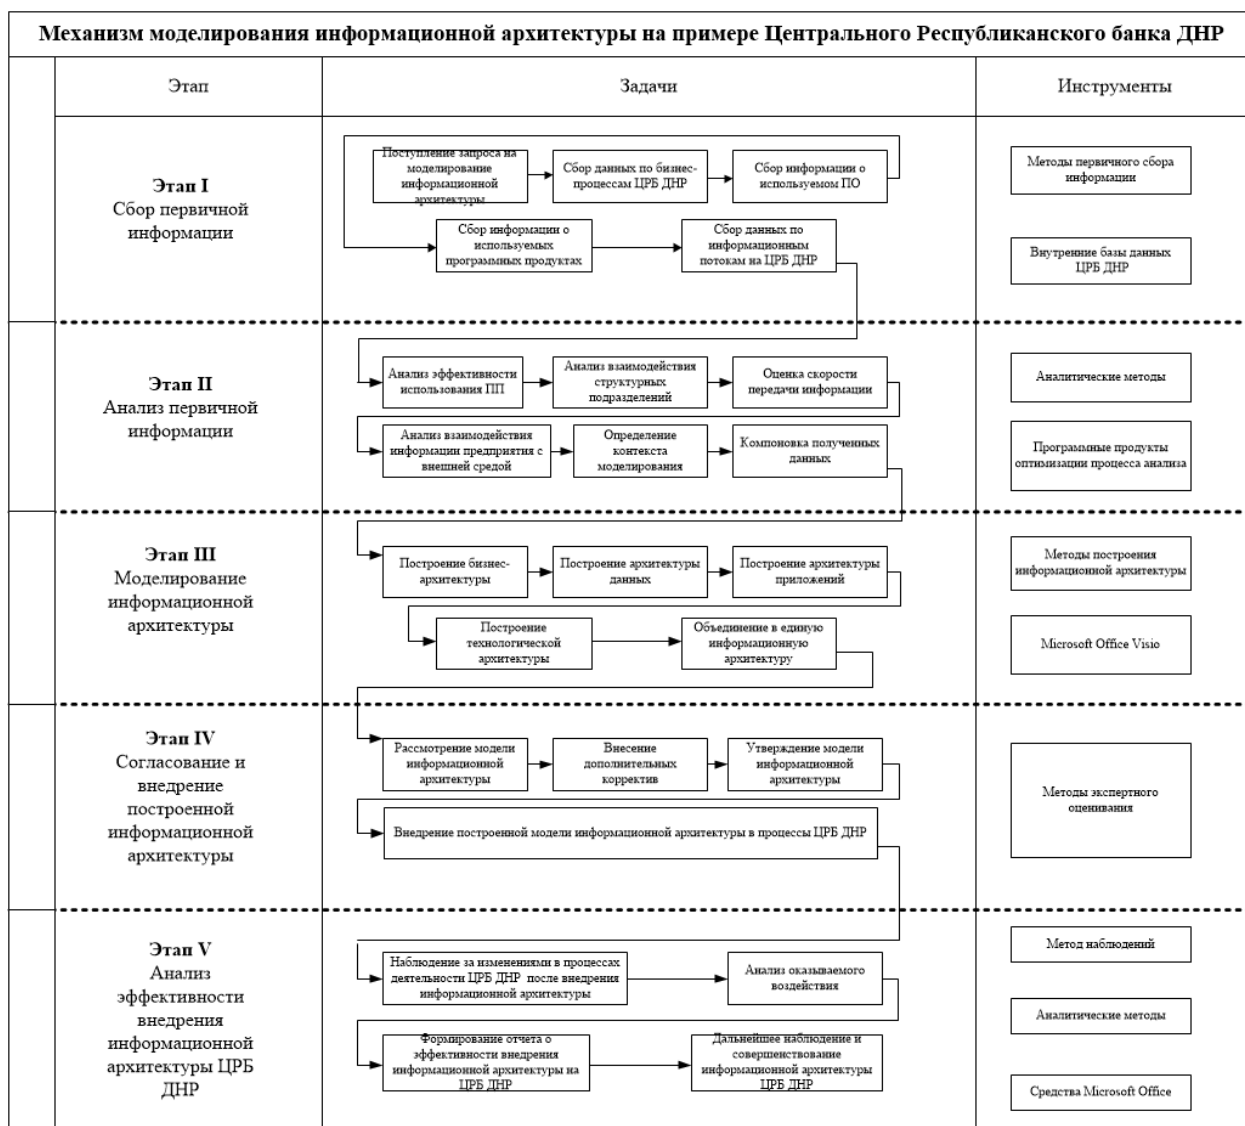 Механизм моделирования информационной архитектуры на примере Центрального Республиканского банка ДНР
Этап
Задачи
Инструменты
Этап I
Сбор первичной
информации
Поступление запроса на
моделирование
информационной
архитектуры
Сбор данных по бизнес-
процессам ЦРБ ДНР
Сбор информации о
используемом ПО
Сбор информации о
используемых
программных продуктах
Сбор данных по
информационным
потокам на ЦРБ ДНР
Методы первичного сбора
информации
Внутренние базы данных
ЦРБ ДНР
Этап II
Анализ первичной
информации
Анализ эффективности
использования ПП
Анализ взаимодействия
структурных
подразделений
Оценка скорости
передачи информации
Анализ взаимодействия
информации предприятия с
внешней средой
Определение
контекста
моделирования
Компоновка полученных
данных
Аналитические методы
Программные продукты
оптимизации процесса анализа
Этап III
Моделирование
информационной
архитектуры
Построение бизнес-
архитектуры
Построение архитектуры
данных
Построение архитектуры
приложений
Построение
технологической
архитектуры
Объединение в единую
информационную
архитектуру
Методы построения
информационной архитектуры
Microsoft Office Visio
Этап IV
Согласование и
внедрение
построенной
информационной
архитектуры
Рассмотрение модели
информационной
архитектуры
Внесение
дополнительных
корректив
Утверждение модели
информационной
архитектуры
Внедрение построенной модели информационной архитектуры в процессы ЦРБ ДНР
Методы экспертного
оценивания
Этап V
Анализ
эффективности
внедрения
информационной
архитектуры ЦРБ
ДНР
Наблюдение за изменениями в процессах
деятельности ЦРБ ДНР после внедрения
информационной архитектуры
Анализ оказываемого
воздействия
Формирование отчета о
эффективности внедрения
информационной архитектуры на
ЦРБ ДНР
Дальнейшее наблюдение и
совершенствование
информационной архитектуры
ЦРБ ДНР
Метод наблюдений
Аналитические методы
Средства Microsoft Office